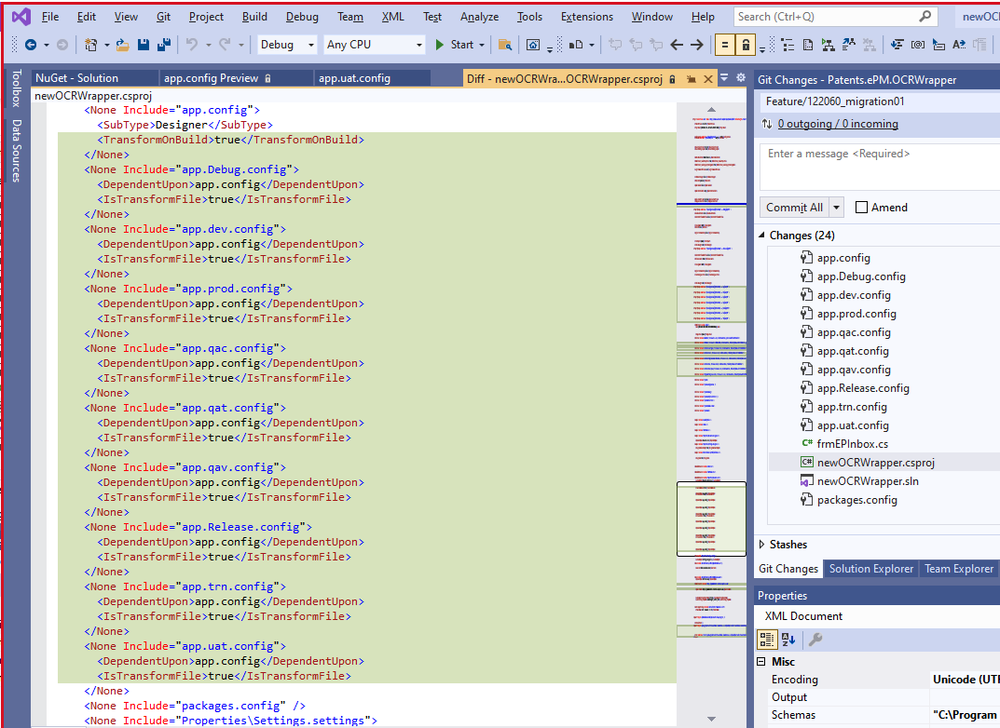 File Edit View Git Project Build Debug Team XML Test Analyze Tools Extensions Window Help Search (Ctrl+Q) newOC
Debug Any CPU Start
Toolbox
Data Sources
NuGet - Solution app.config Preview app.uat.config Diff - newOCRWra...OCRWrapper.csproj
newOCRWrapper.csproj
<None Include="app.config">
<SubType>Designer</SubType>
<TransformOnBuild>true</TransformOnBuild>
</None>
<None Include="app.Debug.config">
<DependentUpon>app.config</DependentUpon>
<IsTransformFile>true</IsTransformFile>
</None>
<None Include="app.dev.config">
<DependentUpon>app.config</DependentUpon>
<IsTransformFile>true</IsTransformFile>
</None>
<None Include="app.prod.config">
<DependentUpon>app.config</DependentUpon>
<IsTransformFile>true</IsTransformFile>
</None>
<None Include="app.qac.config">
<DependentUpon>app.config</DependentUpon>
<IsTransformFile>true</IsTransformFile>
</None>
<None Include="app.qat.config">
<DependentUpon>app.config</DependentUpon>
<IsTransformFile>true</IsTransformFile>
</None>
<None Include="app.qav.config">
<DependentUpon>app.config</DependentUpon>
<IsTransformFile>true</IsTransformFile>
</None>
<None Include="app.Release.config">
<DependentUpon>app.config</DependentUpon>
<IsTransformFile>true</IsTransformFile>
</None>
<None Include="app.trn.config">
<DependentUpon>app.config</DependentUpon>
<IsTransformFile>true</IsTransformFile>
</None>
<None Include="app.uat.config">
<DependentUpon>app.config</DependentUpon>
<IsTransformFile>true</IsTransformFile>
</None>
<None Include="packages.config" />
<None Include="Properties\Settings.settings">
Git Changes - Patents.ePM.OCRWrapper
Feature/122060_migration01
0 outgoing / 0 incoming
Enter a message <Required>
Commit All Amend
Changes (24)
app.config
app.Debug.config
app.dev.config
app.prod.config
app.qac.config
app.qat.config
app.qav.config
app.Release.config
app.trn.config
app.uat.config
C# frmEPInbox.cs
C# newOCRWrapper.csproj
newOCRWrapper.sln
packages.config
Stashes
Git Changes Solution Explorer Team Explorer
Properties
XML Document
Misc
Encoding Unicode (UTF
Output
Schemas "C:\Program